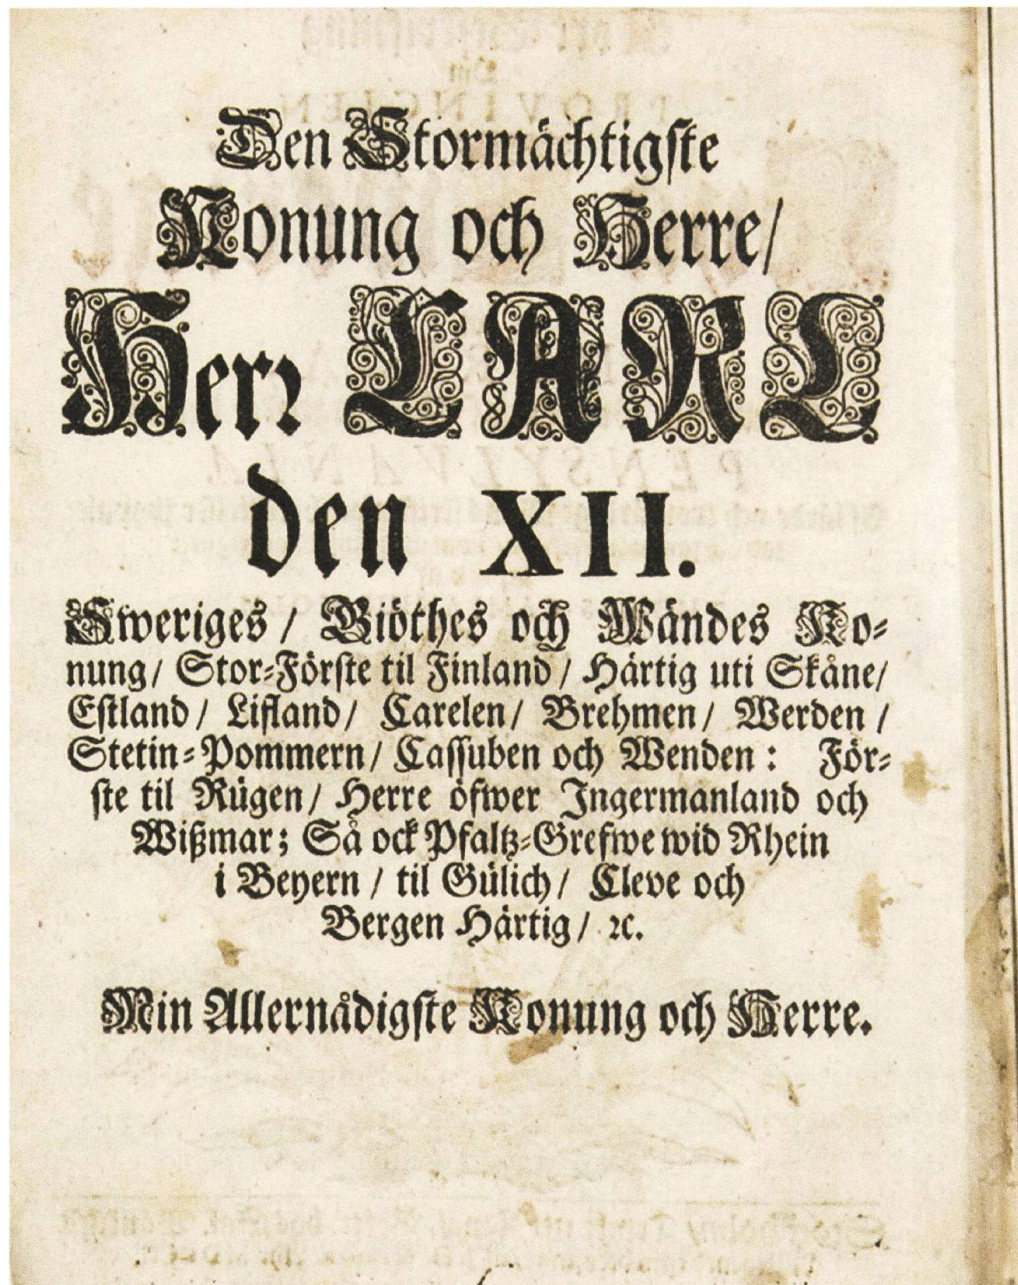 Den Stormächtigste
Konung och Herre/
Herr CARL
den XII.
Sweriges / Giöthes och Wändes Ko-
nung/ Stor-Förste til Finland / Härtig uti Skåne/
Estland / Lifland/ Carelen/ Brehmen/ Werden /
Stetin-Pommern/ Cassuben och Wenden: För-
ste til Rügen/ Herre öfwer Ingermanland och
Wißmar; Så ock Pfaltz-Grefwe wid Rhein
i Beyern / til Gülich/ Cleve och
Bergen Härtig/ ꝛc.
Min Allernådigste Konung och Herre.